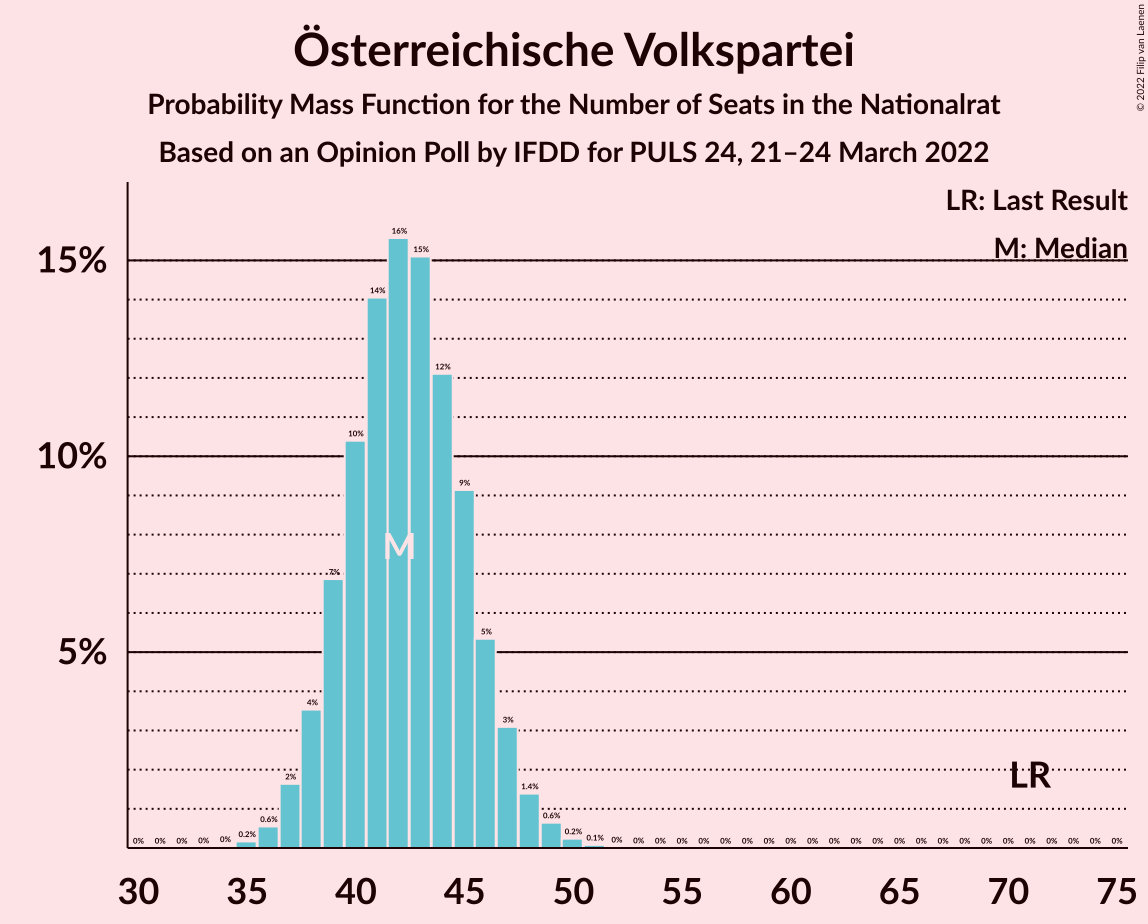 Österreichische Volkspartei
Probability Mass Function for the Number of Seats in the Nationalrat
Based on an Opinion Poll by IFDD for PULS 24, 21–24 March 2022
© 2022 Filip van Laenen
LR: Last Result
M: Median
15%
10%
5%
0% 0% 0% 0% 0% 0.2% 0.6% 2% 4% 7% 10% 14% 16% 15% 12% 9% 5% 3% 1.4% 0.6% 0.2% 0.1% 0% 0% 0% 0% 0% 0% 0% 0% 0% 0% 0% 0% 0% 0% 0% 0% 0% 0% 0% 0% 0% 0% 0% 0%
M
LR
30 35 40 45 50 55 60 65 70 75